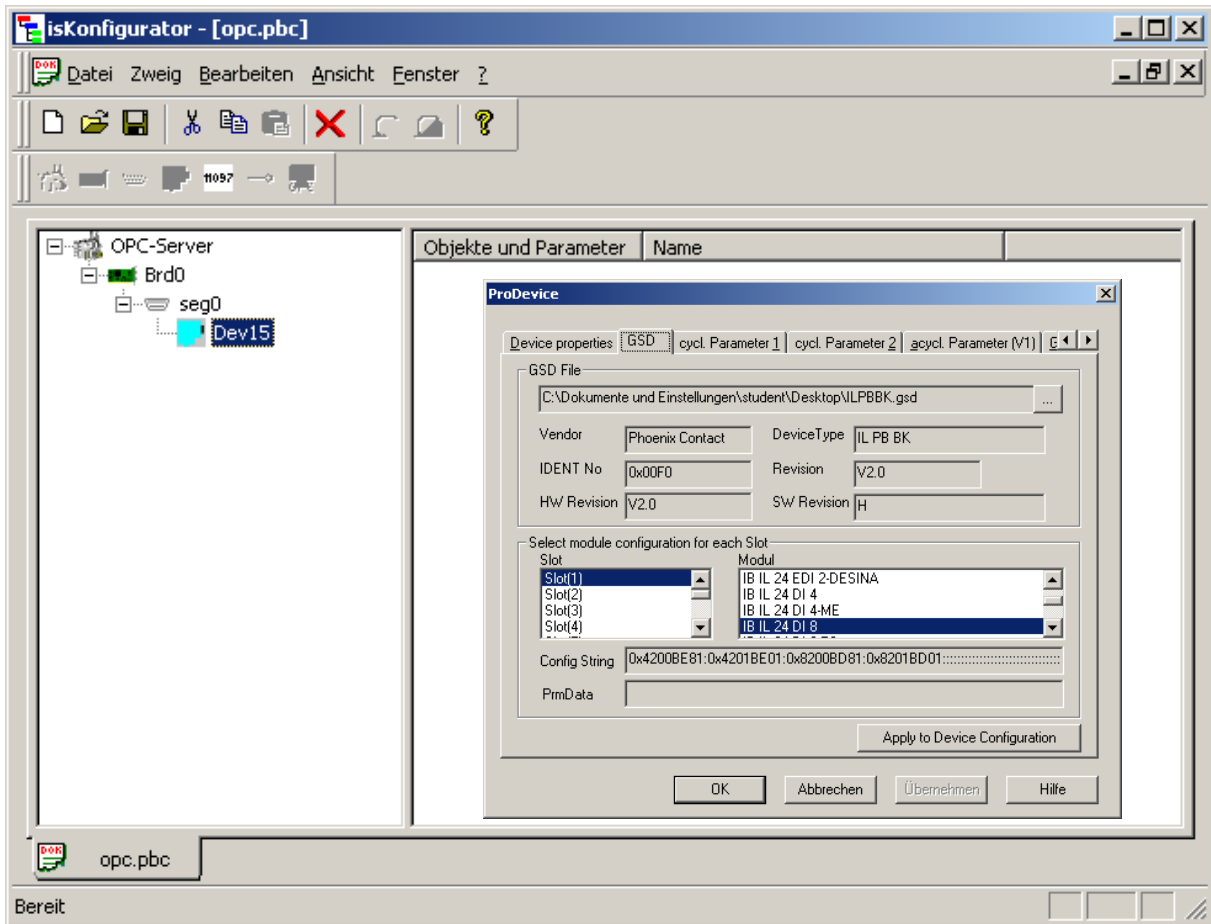 isKonfigurator - [opc.pbc]
DOK Datei Zweig Bearbeiten Ansicht Fenster ?
11097
OPC-Server
Brd0
seg0
Dev15
Objekte und Parameter Name
ProDevice
Device properties GSD cycl. Parameter 1 cycl. Parameter 2 acycl. Parameter (V1)
GSD File
C:\Dokumente und Einstellungen\student\Desktop\ILPBBK.gsd ...
Vendor Phoenix Contact DeviceType IL PB BK
IDENT No 0x00F0 Revision V2.0
HW Revision V2.0 SW Revision H
Select module configuration for each Slot
Slot Modul
Slot(1) IB IL 24 EDI 2-DESINA
Slot(2) IB IL 24 DI 4
Slot(3) IB IL 24 DI 4-ME
Slot(4) IB IL 24 DI 8
Config String 0x4200BE81:0x4201BE01:0x8200BD81:0x8201BD01::::::::::::::::::::::::::::::
PrmData
Apply to Device Configuration
OK Abbrechen Übernehmen Hilfe
DOK opc.pbc
Bereit